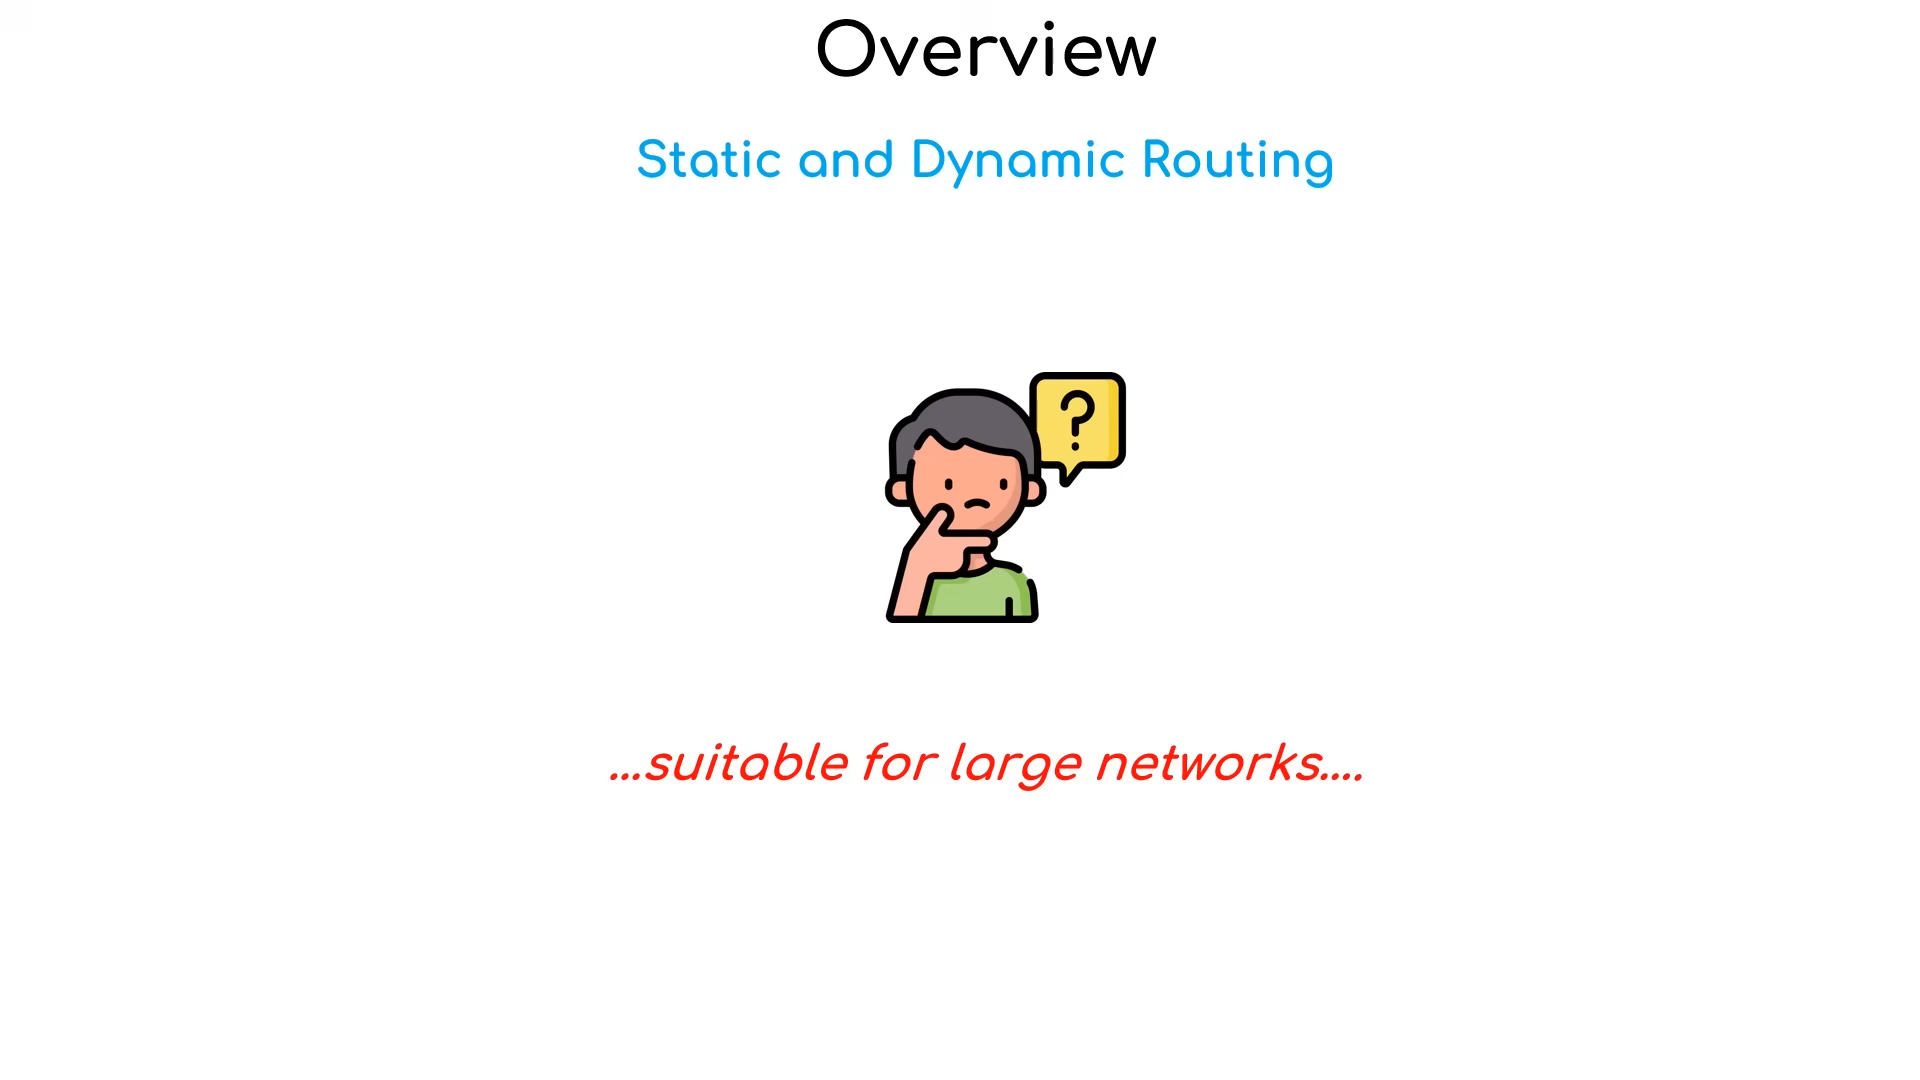 Overview
Static and Dynamic Routing
?
...suitable for large networks....